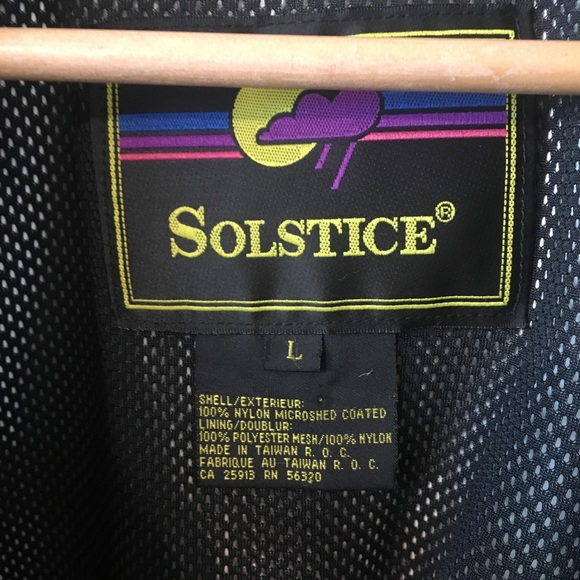 SOLSTICE®
L
SHELL/EXTERIEUR:
100% NYLON MICROSHED COATED
LINING/DOUBLUR:
100% POLYESTER MESH/100% NYLON
MADE IN TAIWAN R. O. C.
FABRIQUE AU TAIWAN R. O. C.
CA 25913 RN 56320